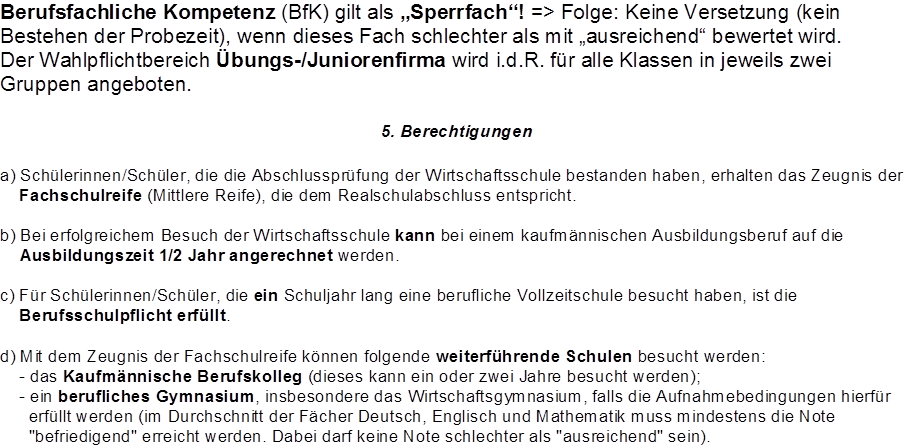 Berufsfachliche Kompetenz (BfK) gilt als „Sperrfach“! => Folge: Keine Versetzung (kein
Bestehen der Probezeit), wenn dieses Fach schlechter als mit „ausreichend“ bewertet wird.
Der Wahlpflichtbereich Übungs-/Juniorenfirma wird i.d.R. für alle Klassen in jeweils zwei
Gruppen angeboten.
5. Berechtigungen
a) Schülerinnen/Schüler, die die Abschlussprüfung der Wirtschaftsschule bestanden haben, erhalten das Zeugnis der
Fachschulreife (Mittlere Reife), die dem Realschulabschluss entspricht.
b) Bei erfolgreichem Besuch der Wirtschaftsschule kann bei einem kaufmännischen Ausbildungsberuf auf die
Ausbildungszeit 1/2 Jahr angerechnet werden.
c) Für Schülerinnen/Schüler, die ein Schuljahr lang eine berufliche Vollzeitschule besucht haben, ist die
Berufsschulpflicht erfüllt.
d) Mit dem Zeugnis der Fachschulreife können folgende weiterführende Schulen besucht werden:
- das Kaufmännische Berufskolleg (dieses kann ein oder zwei Jahre besucht werden);
- ein berufliches Gymnasium, insbesondere das Wirtschaftsgymnasium, falls die Aufnahmebedingungen hierfür
erfüllt werden (im Durchschnitt der Fächer Deutsch, Englisch und Mathematik muss mindestens die Note
"befriedigend" erreicht werden. Dabei darf keine Note schlechter als "ausreichend" sein).